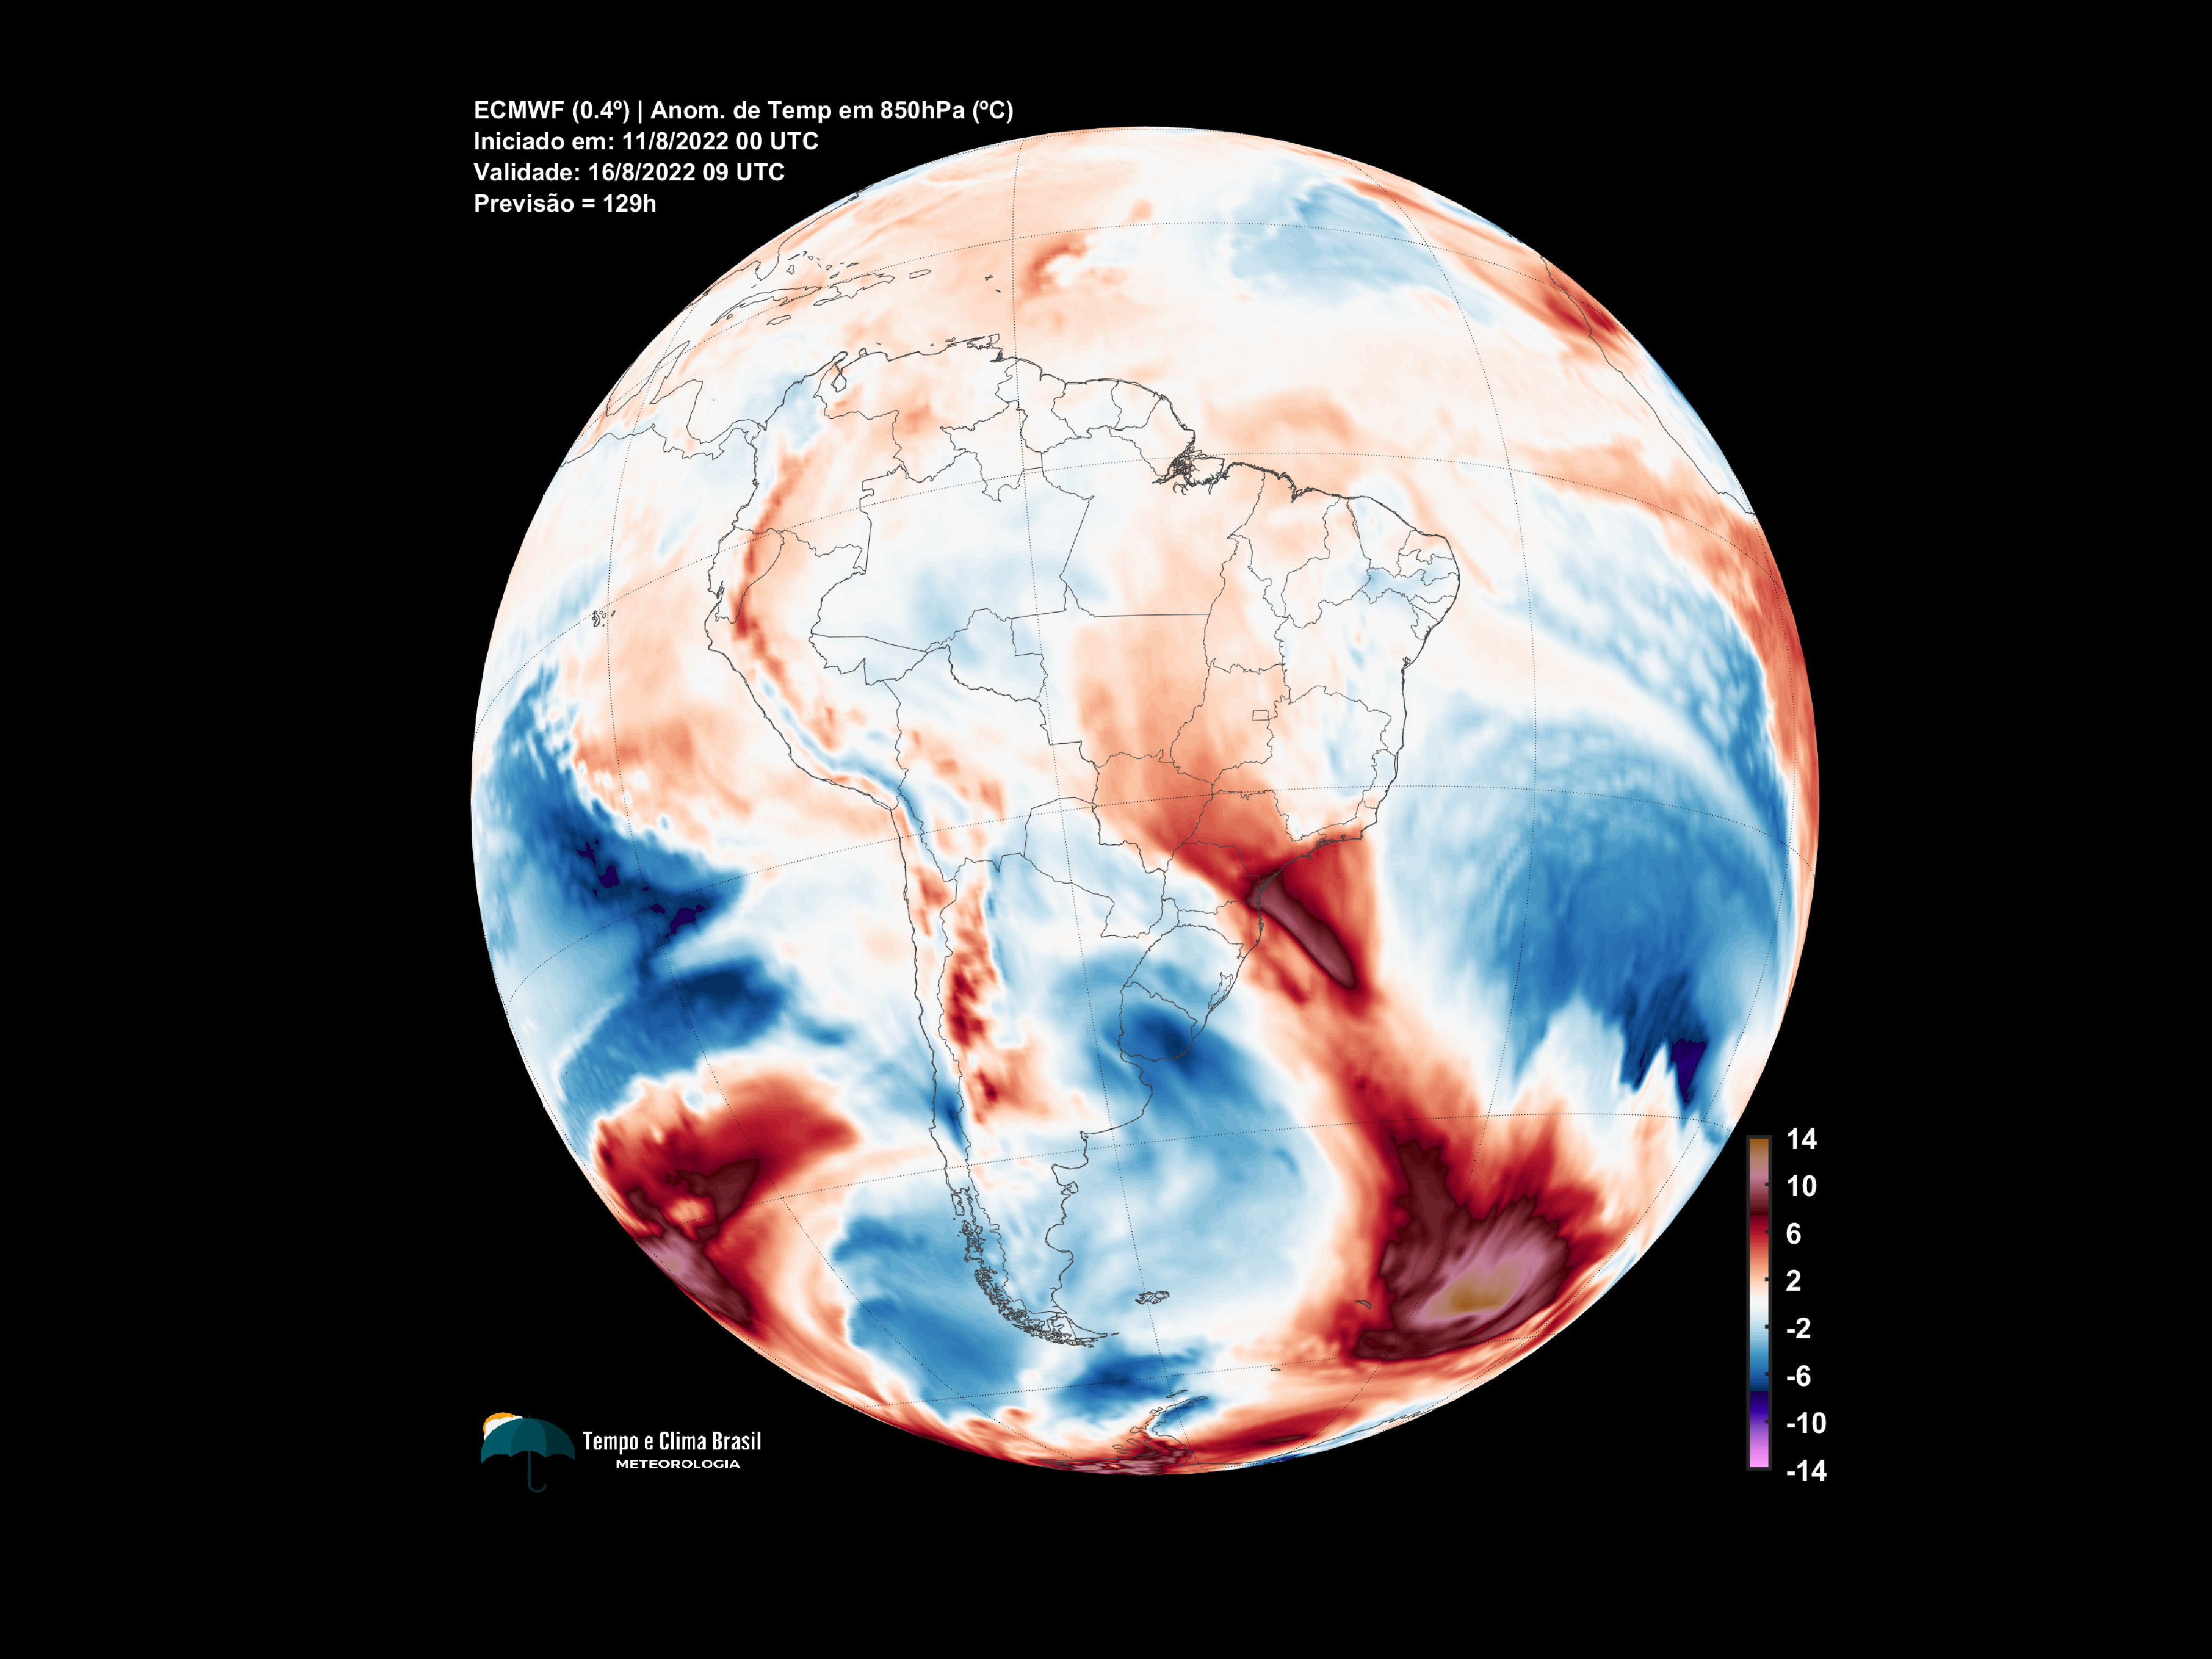 ECMWF (0.4º) | Anom. de Temp em 850hPa (ºC)
Iniciado em: 11/8/2022 00 UTC
Validade: 16/8/2022 09 UTC
Previsão = 129h
14
10
6
2
-2
-6
-10
-14
Tempo e Clima Brasil
METEOROLOGIA